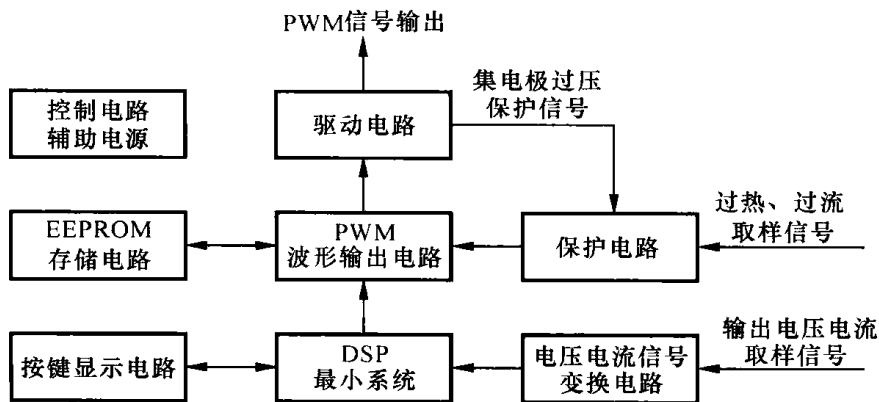 PWM信号输出
集电极过压
保护信号
控制电路
辅助电源
驱动电路
过热、过流
取样信号
EEPROM
存储电路
PWM
波形输出电路
保护电路
输出电压电流
取样信号
按键显示电路
DSP
最小系统
电压电流信号
变换电路